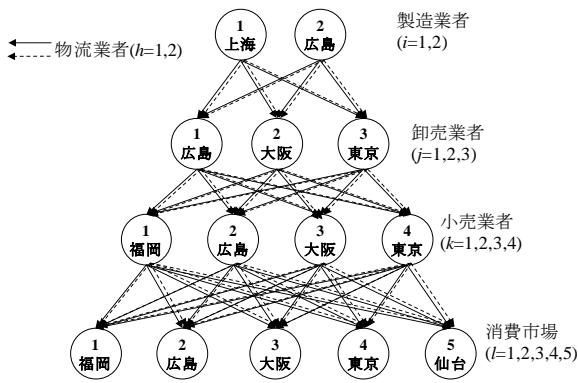 製造業者
(i=1,2)
1
上海
2
広島
物流業者(h=1,2)
卸売業者
(j=1,2,3)
1
広島
2
大阪
3
東京
小売業者
(k=1,2,3,4)
1
福岡
2
広島
3
大阪
4
東京
消費市場
(l=1,2,3,4,5)
1
福岡
2
広島
3
大阪
4
東京
5
仙台